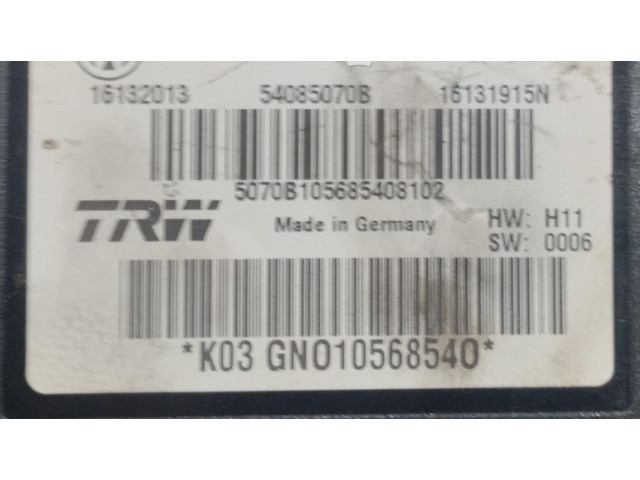 16132013 54085070B 16131915N
5070B105685408102
TRW Made in Germany HW: H11
SW: 0006
*K03 GNO10568540*